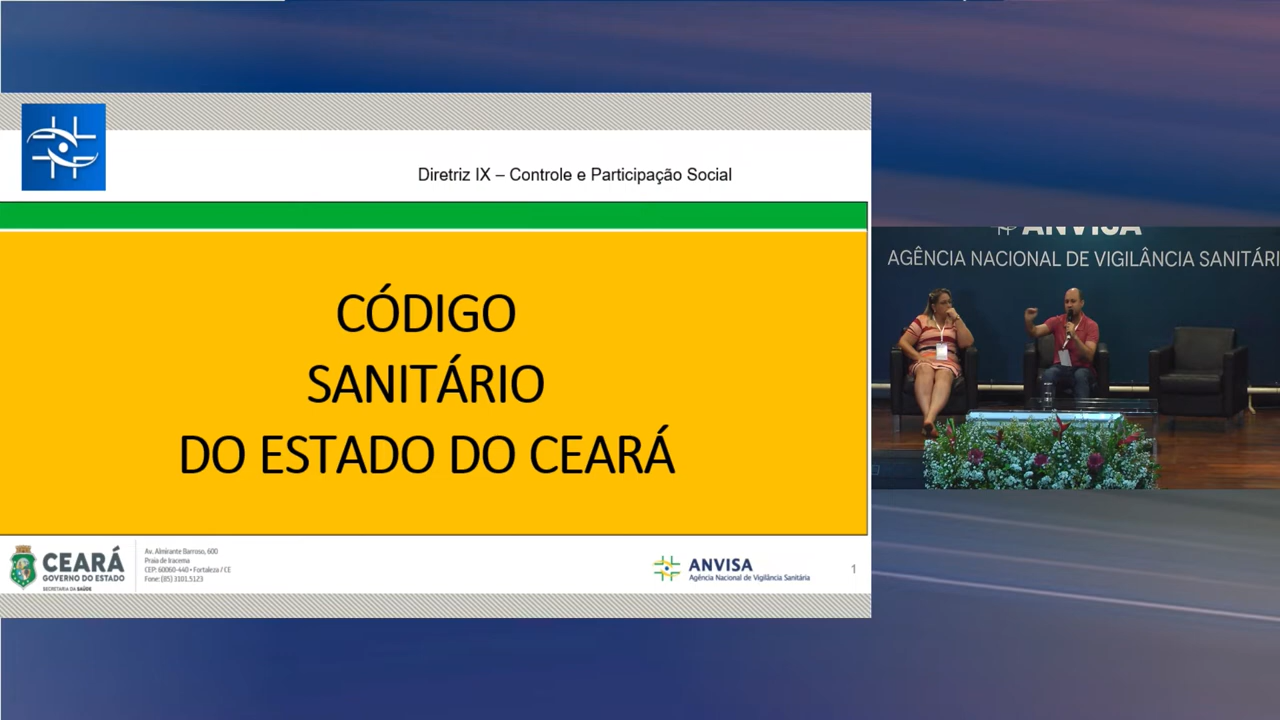 Diretriz IX – Controle e Participação Social
CÓDIGO
SANITÁRIO
DO ESTADO DO CEARÁ
CEARÁ
GOVERNO DO ESTADO
SECRETARIA DA SAÚDE
Av. Almirante Barroso, 600
Praia de Iracema
CEP: 60060-440 • Fortaleza / CE
Fone: (85) 3101.5123
ANVISA
Agência Nacional de Vigilância Sanitária
1
ANVISA
AGÊNCIA NACIONAL DE VIGILÂNCIA SANITÁRI